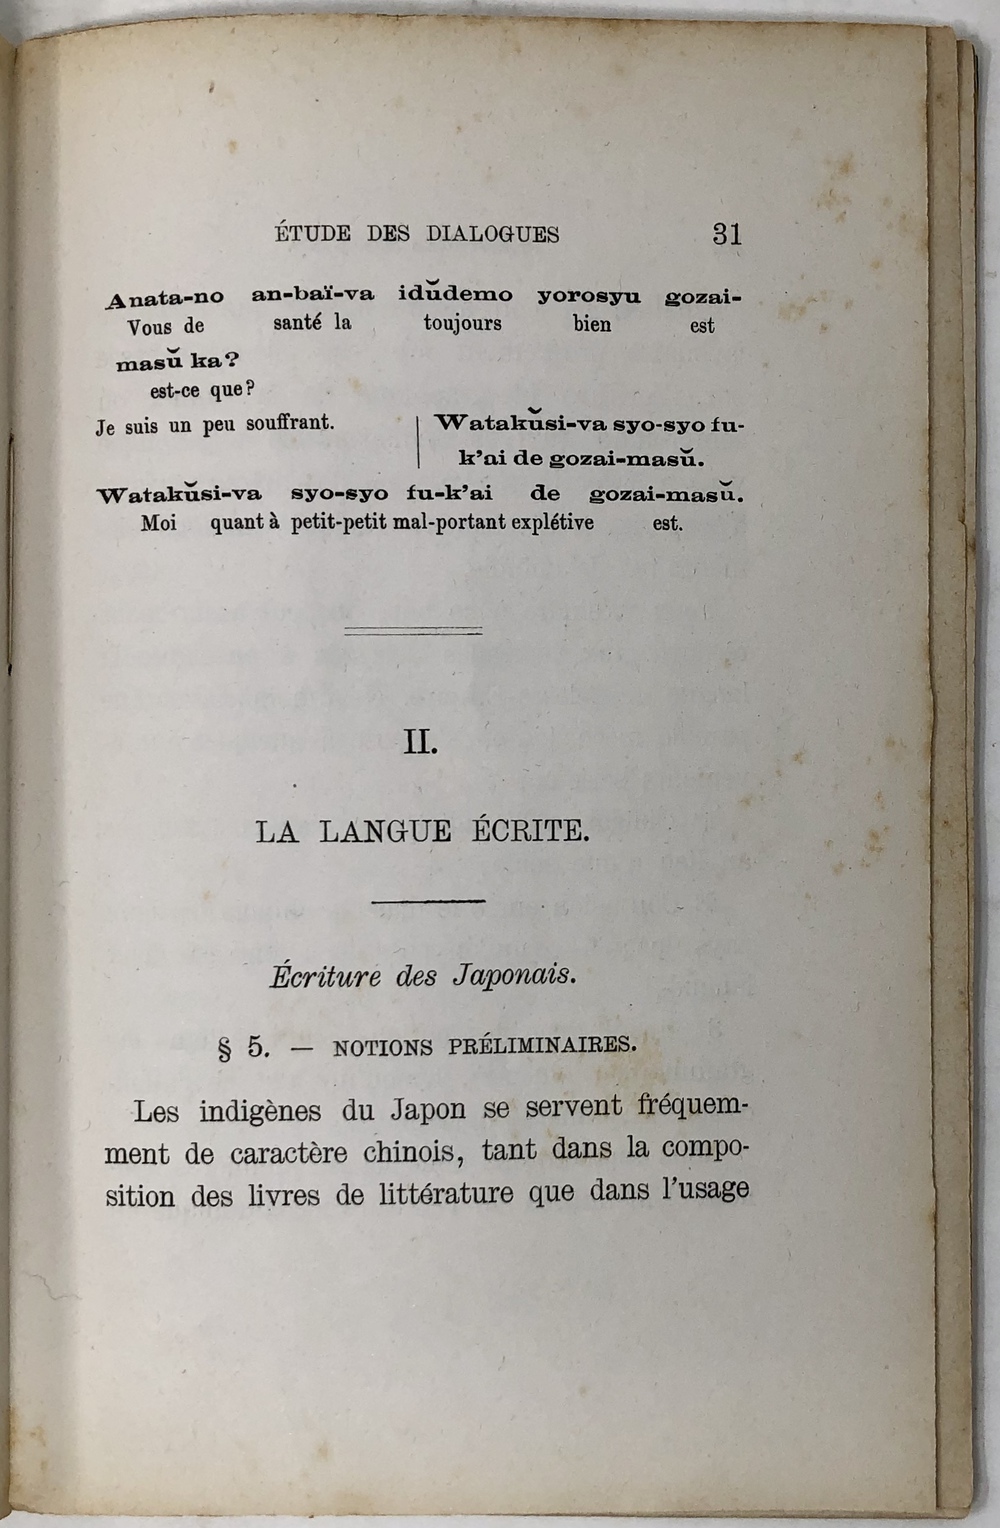 ÉTUDE DES DIALOGUES 31
Anata-no an-baï-va idŭdemo yorosyu gozai-
Vous de santé la toujours bien est
masŭ ka?
est-ce que?
Je suis un peu souffrant. | Watakŭsi-va syo-syo fu-
k'ai de gozai-masŭ.
Watakŭsi-va syo-syo fu-k'ai de gozai-masŭ.
Moi quant à petit-petit mal-portant explétive est.
II.
LA LANGUE ÉCRITE.
Écriture des Japonais.
§ 5. — NOTIONS PRÉLIMINAIRES.
Les indigènes du Japon se servent fréquem-
ment de caractère chinois, tant dans la compo-
sition des livres de littérature que dans l'usage